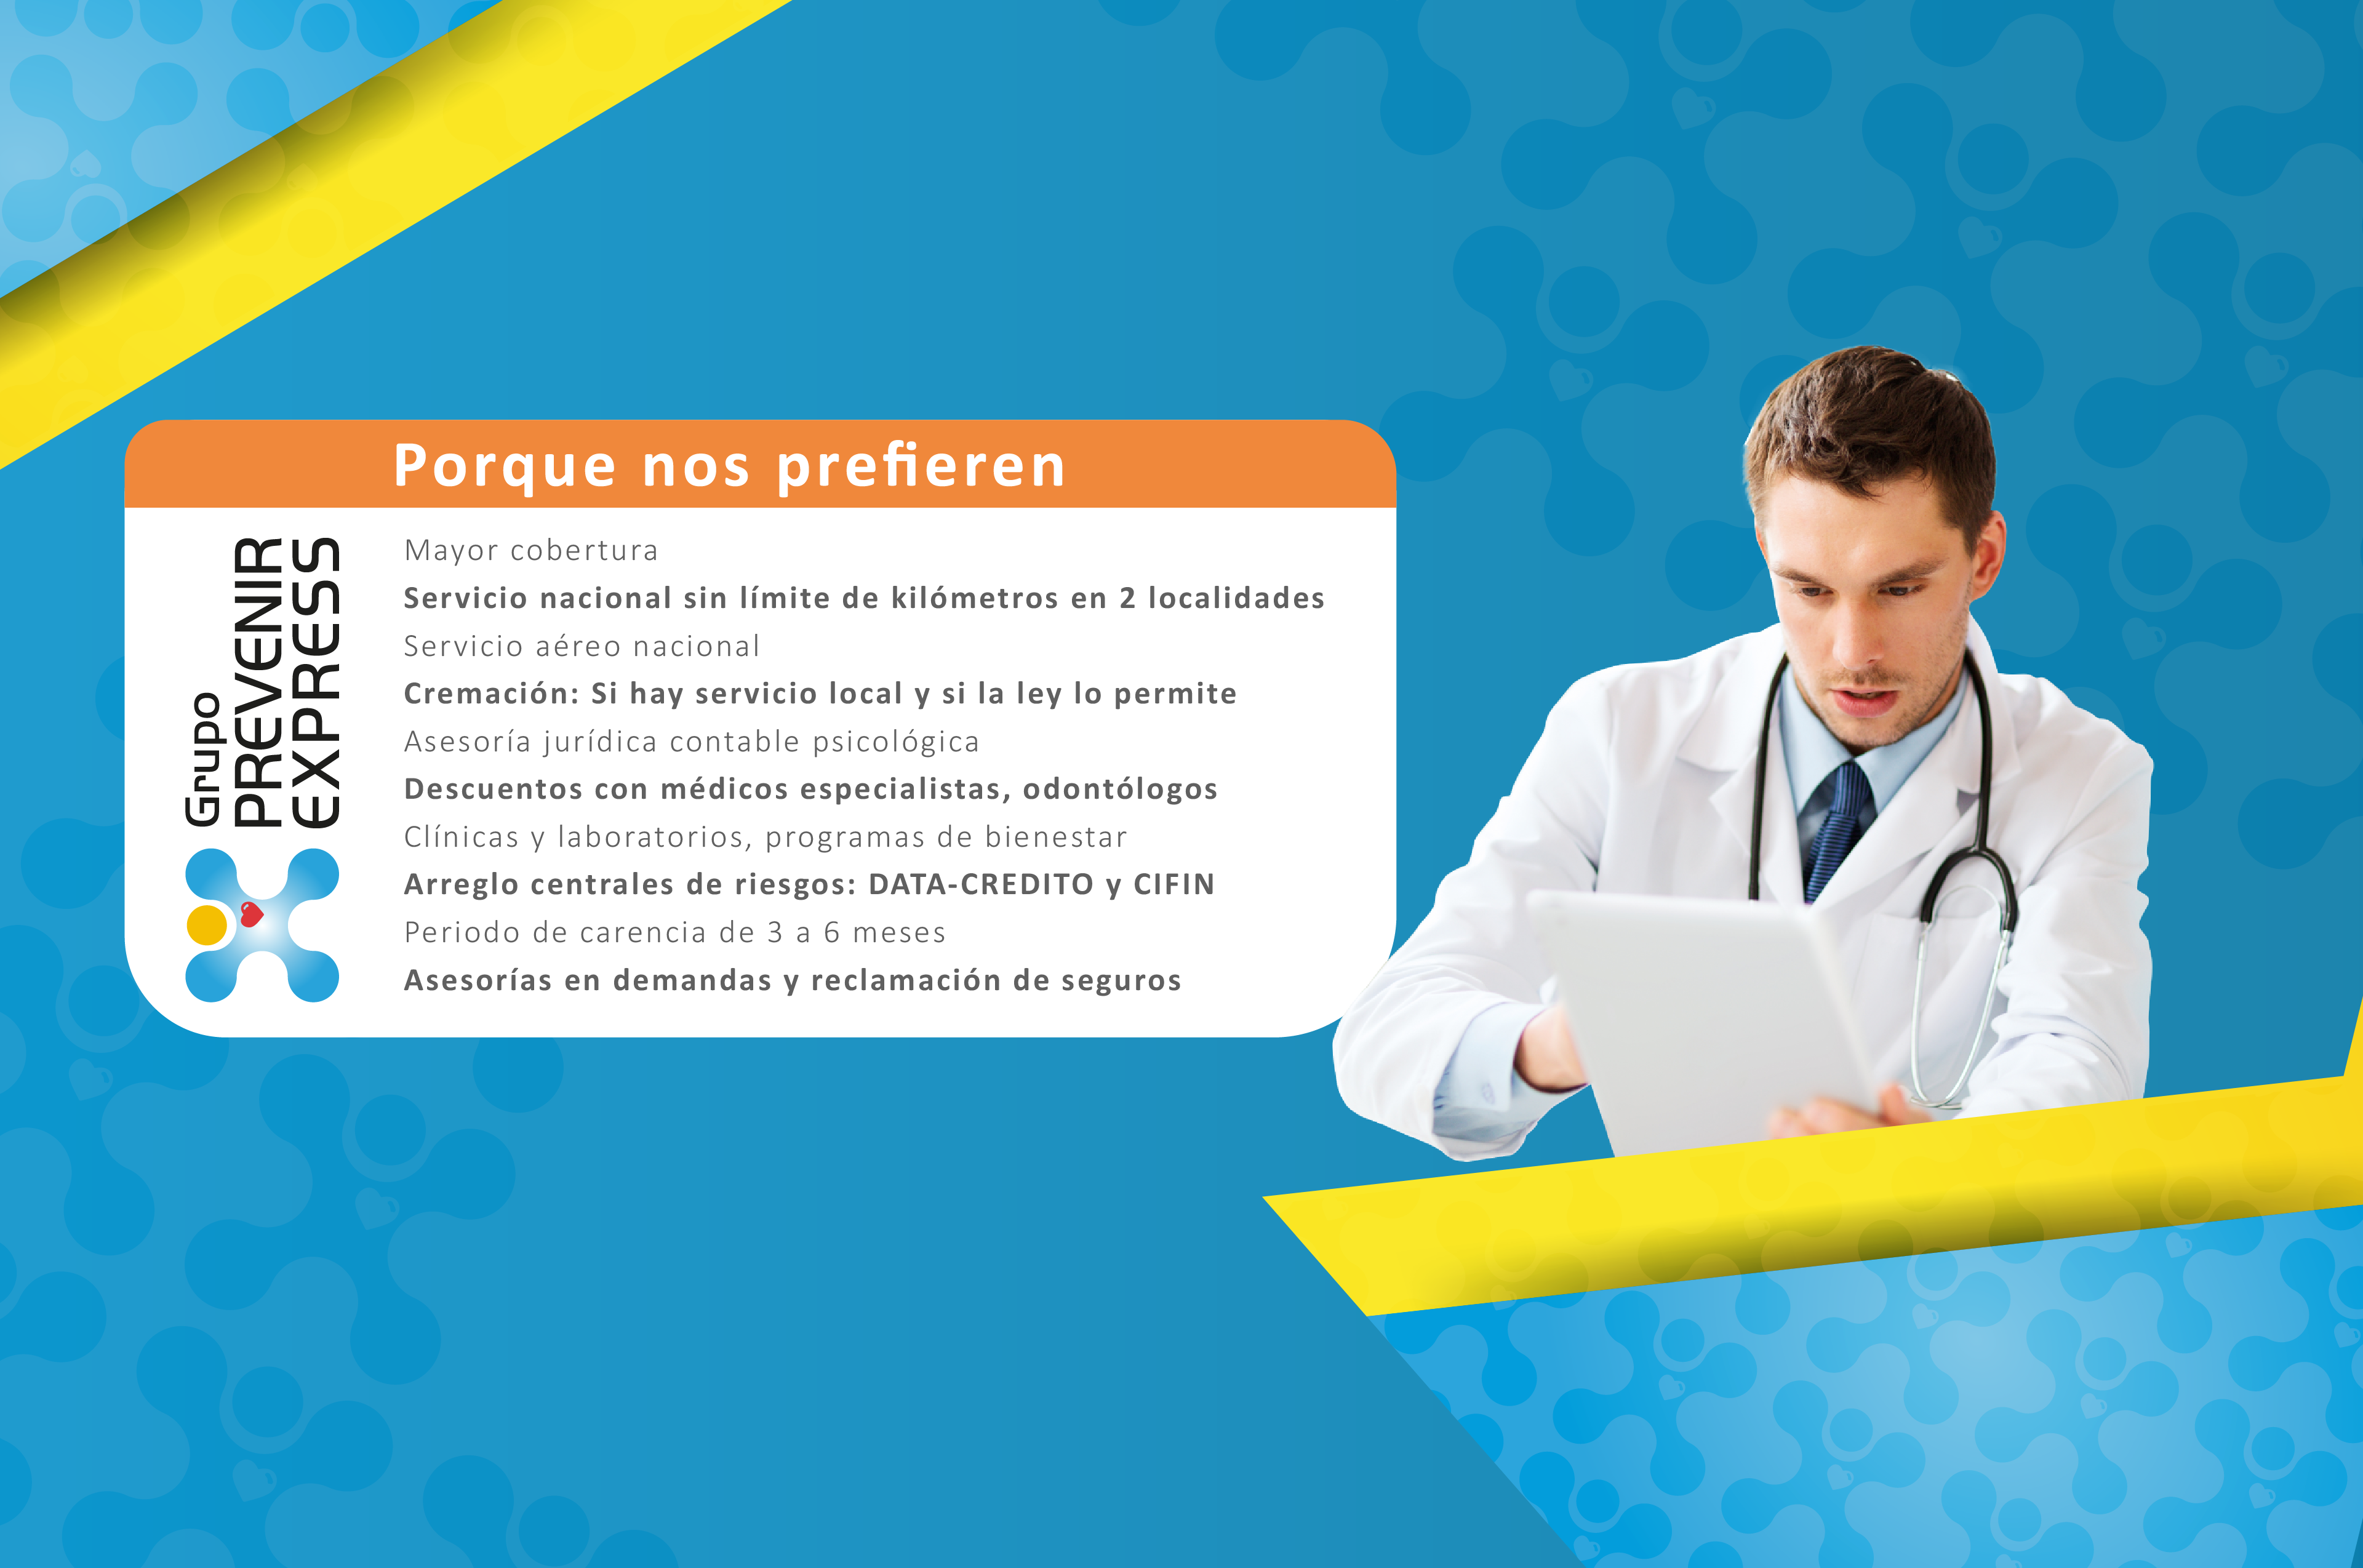 Porque nos prefieren
Grupo
PREVENIR
EXPRESS
Mayor cobertura
Servicio nacional sin límite de kilómetros en 2 localidades
Servicio aéreo nacional
Cremación: Si hay servicio local y si la ley lo permite
Asesoría jurídica contable psicológica
Descuentos con médicos especialistas, odontólogos
Clínicas y laboratorios, programas de bienestar
Arreglo centrales de riesgos: DATA-CREDITO y CIFIN
Periodo de carencia de 3 a 6 meses
Asesorías en demandas y reclamación de seguros